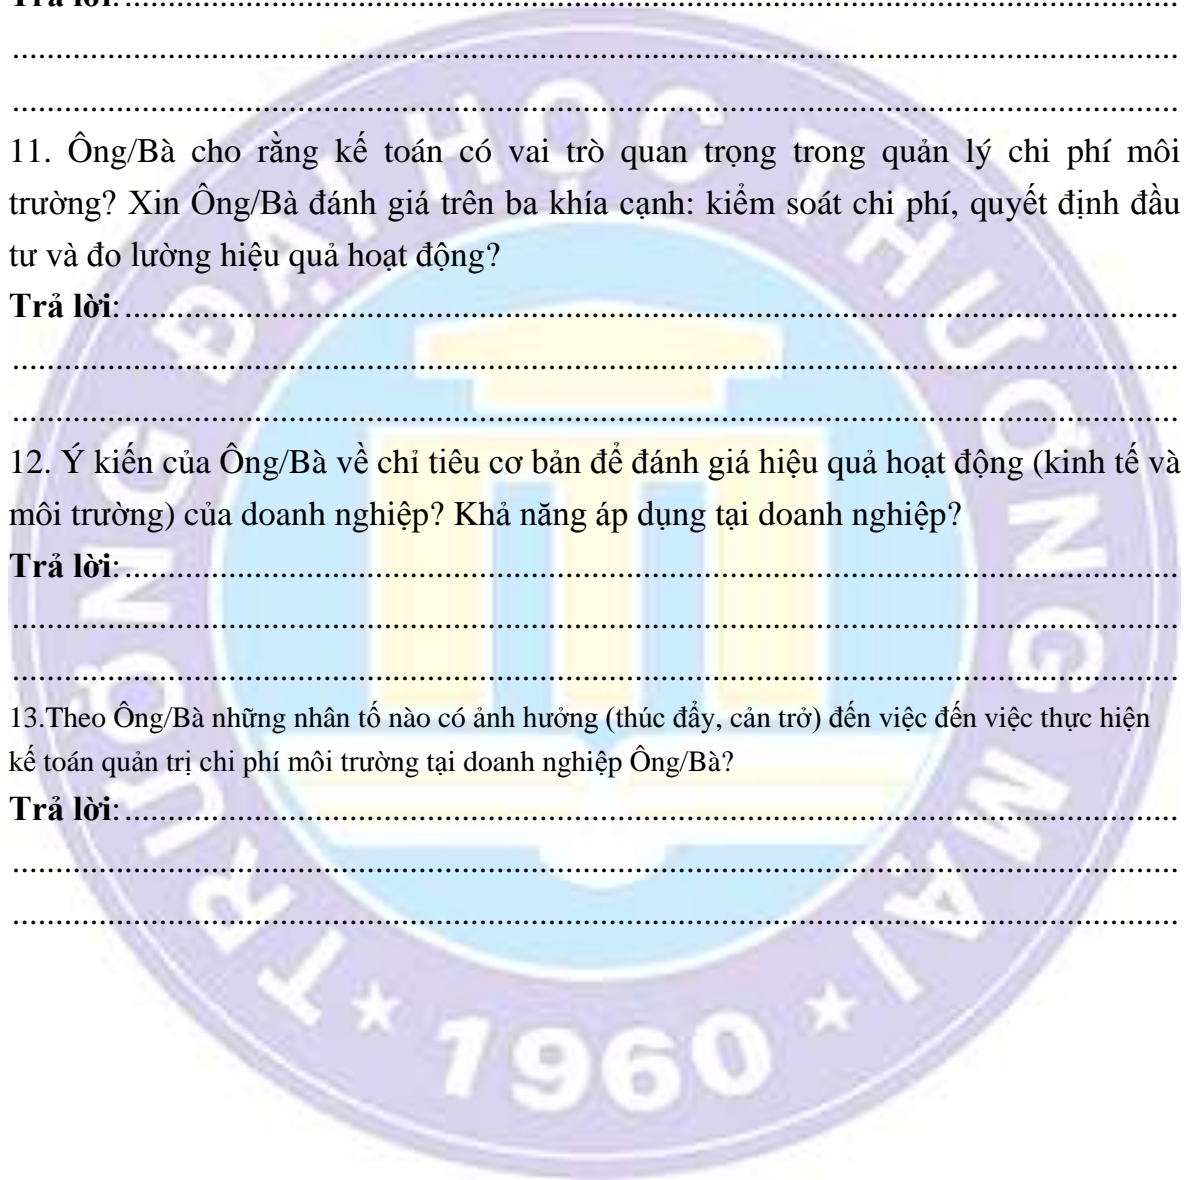 Trả lời:..............................................................................................................................
..............................................................................................................................
..............................................................................................................................
11. Ông/Bà cho rằng kế toán có vai trò quan trọng trong quản lý chi phí môi
trường? Xin Ông/Bà đánh giá trên ba khía cạnh: kiểm soát chi phí, quyết định đầu
tư và đo lường hiệu quả hoạt động?
Trả lời:..............................................................................................................................
..............................................................................................................................
..............................................................................................................................
12. Ý kiến của Ông/Bà về chỉ tiêu cơ bản để đánh giá hiệu quả hoạt động (kinh tế và
môi trường) của doanh nghiệp? Khả năng áp dụng tại doanh nghiệp?
Trả lời:..............................................................................................................................
..............................................................................................................................
..............................................................................................................................
13.Theo Ông/Bà những nhân tố nào có ảnh hưởng (thúc đẩy, cản trở) đến việc đến việc thực hiện
kế toán quản trị chi phí môi trường tại doanh nghiệp Ông/Bà?
Trả lời:..............................................................................................................................
..............................................................................................................................
..............................................................................................................................
TRƯỜNG ĐẠI HỌC THƯƠNG MẠI
★ 1960 ★